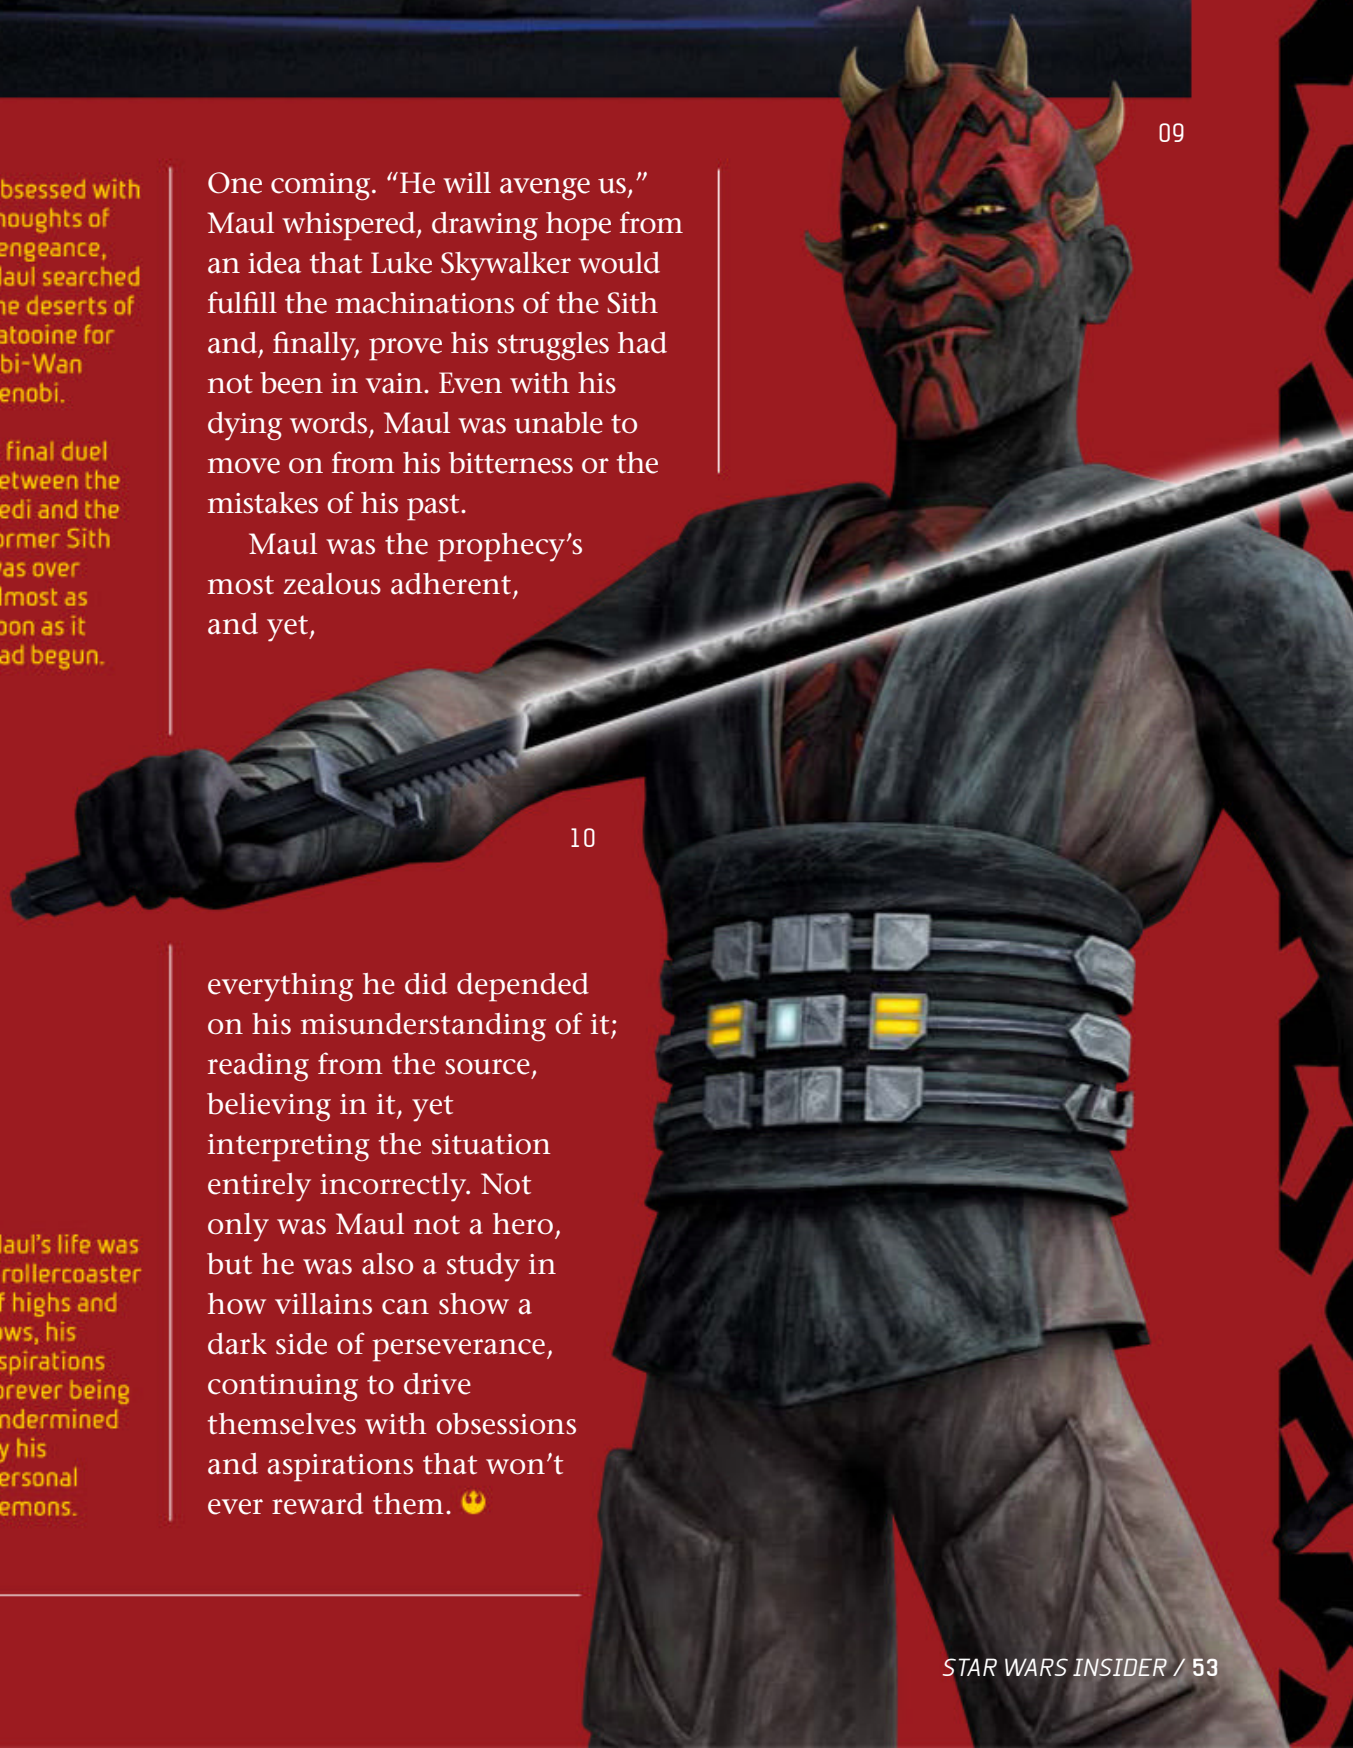 09
bsessed with
houghts of
engeance,
aul searched
he deserts of
atooine for
bi-Wan
enobi.
final duel
etween the
edi and the
ormer Sith
as over
lmost as
oon as it
ad begun.
One coming. “He will avenge us,”
Maul whispered, drawing hope from
an idea that Luke Skywalker would
fulfill the machinations of the Sith
and, finally, prove his struggles had
not been in vain. Even with his
dying words, Maul was unable to
move on from his bitterness or the
mistakes of his past.
Maul was the prophecy’s
most zealous adherent,
and yet,
10
everything he did depended
on his misunderstanding of it;
reading from the source,
believing in it, yet
interpreting the situation
entirely incorrectly. Not
only was Maul not a hero,
but he was also a study in
how villains can show a
dark side of perseverance,
continuing to drive
themselves with obsessions
and aspirations that won’t
ever reward them.
aul’s life was
rollercoaster
f highs and
ows, his
spirations
orever being
ndermined
y his
ersonal
emons.
STAR WARS INSIDER / 53